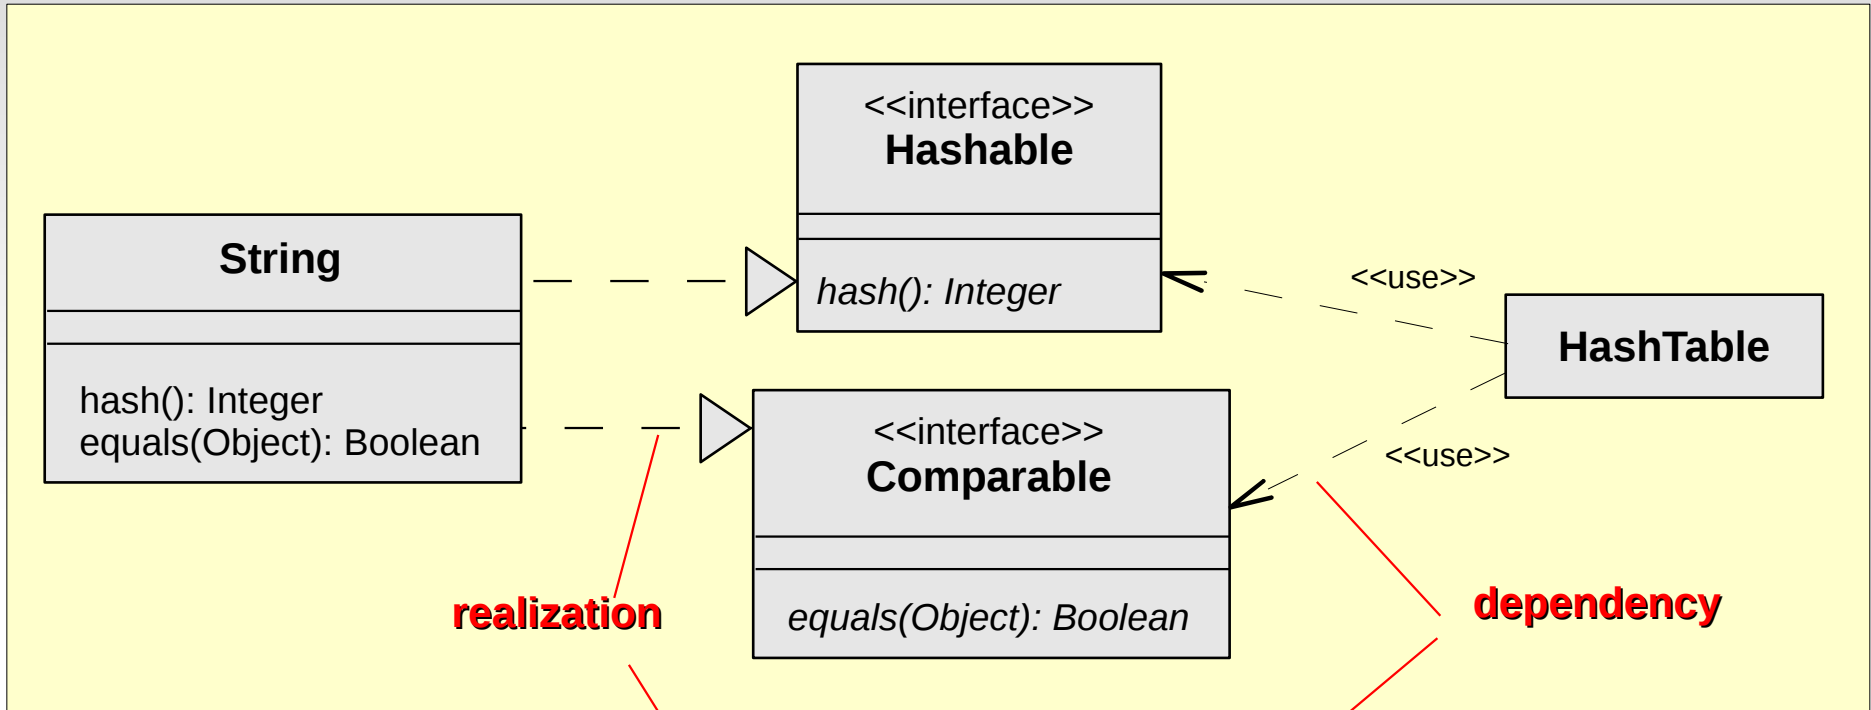 <<interface>>
Hashable
hash(): Integer
String
hash(): Integer
equals(Object): Boolean
<<use>>
HashTable
<<use>>
<<interface>>
Comparable
equals(Object): Boolean
realization
dependency